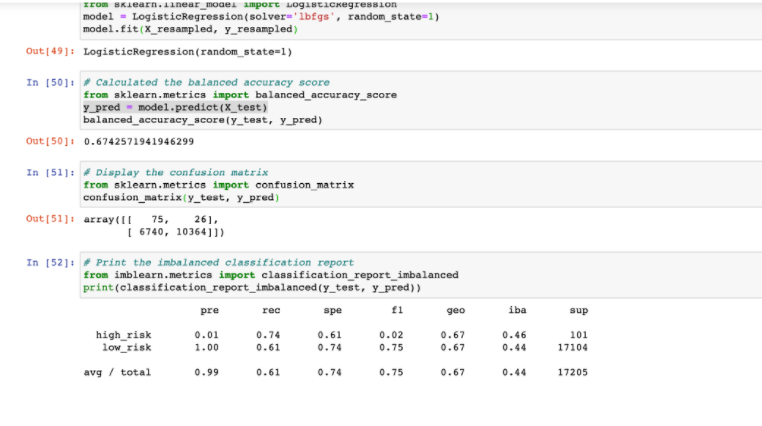 from sklearn.linear_model import LogisticRegression
model = LogisticRegression(solver='lbfgs', random_state=1)
model.fit(X_resampled, y_resampled)
Out[49]: LogisticRegression(random_state=1)
In [50]: # Calculated the balanced accuracy score
from sklearn.metrics import balanced_accuracy_score
y_pred = model.predict(X_test)
balanced_accuracy_score(y_test, y_pred)
Out[50]: 0.6742571941946299
In [51]: # Display the confusion matrix
from sklearn.metrics import confusion_matrix
confusion_matrix(y_test, y_pred)
Out[51]: array([[   75,    26],
[ 6740, 10364]])
In [52]: # Print the imbalanced classification report
from imblearn.metrics import classification_report_imbalanced
print(classification_report_imbalanced(y_test, y_pred))
pre rec spe f1 geo iba sup
high_risk 0.01 0.74 0.61 0.02 0.67 0.46 101
low_risk 1.00 0.61 0.74 0.75 0.67 0.44 17104
avg / total 0.99 0.61 0.74 0.75 0.67 0.44 17205